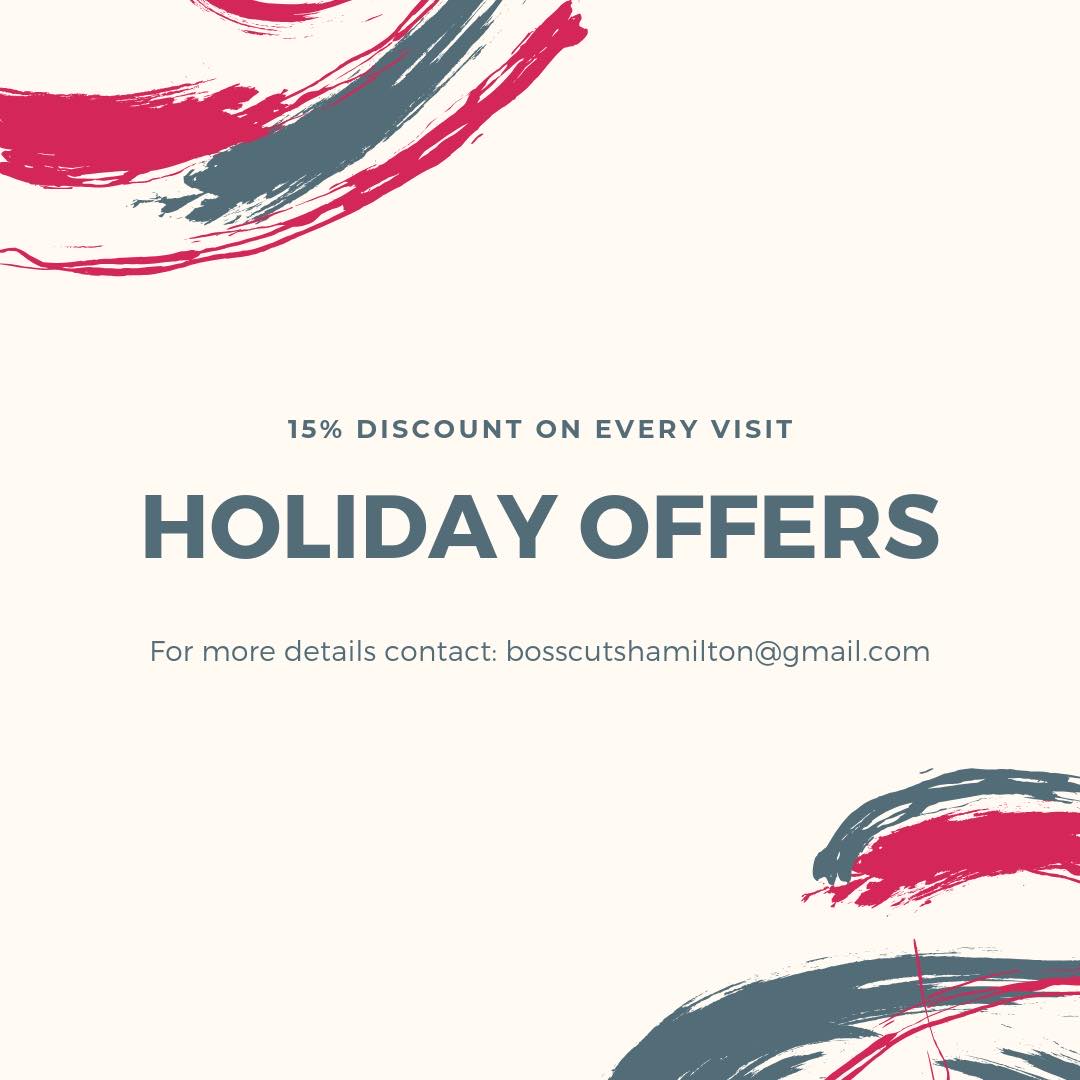 15% DISCOUNT ON EVERY VISIT
HOLIDAY OFFERS
For more details contact: bosscutshamilton@gmail.com